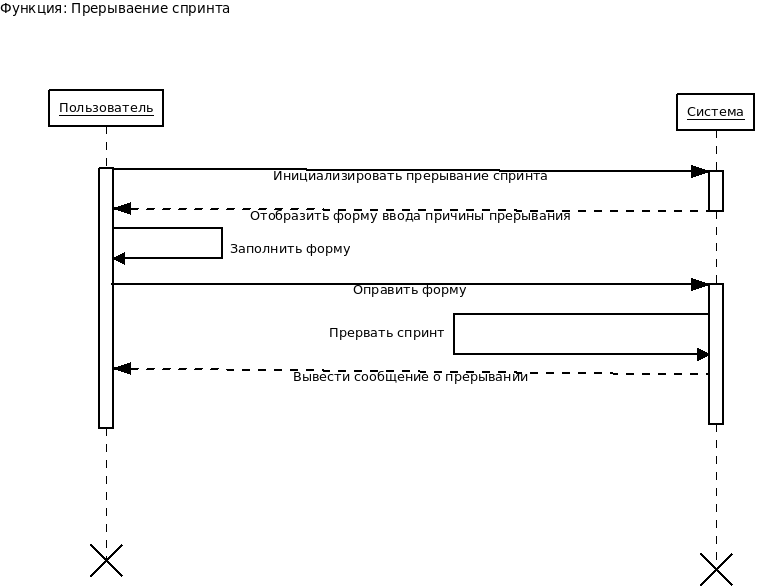 Функция: Прерываение спринта
Пользователь
Система
Инициализировать прерывание спринта
Отобразить форму ввода причины прерывания
Заполнить форму
Оправить форму
Прервать спринт
Вывести сообщение о прерывании